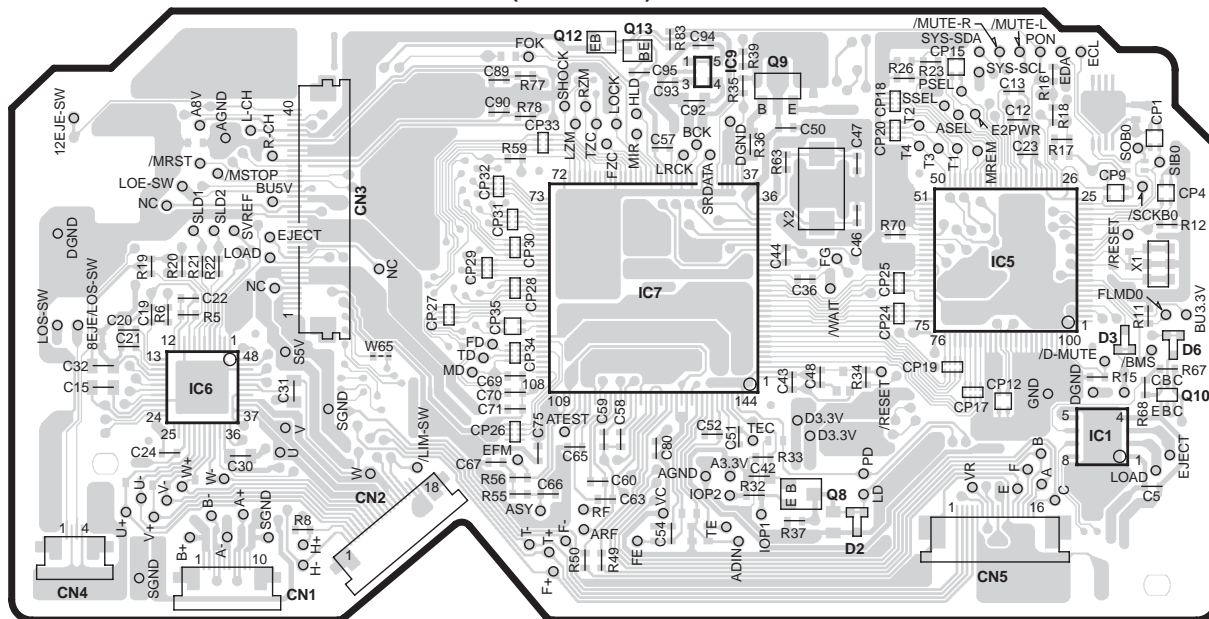 /MUTE-R
/MUTE-L
SYS-SDA
PON
ECL
EDA
CP15
SYS-SCL
R26
R23
PSEL
C13
R16
CP18
SSEL
C12
R18
CP1
T2
ASEL
E2PWR
CP20
T4
T3
T1
MREM
C23
R17
SOB0
SIB0
Q12
EB
Q13
BE
R83
C94
FOK
C89
R77
C90
R78
SHOCK
RZM
LOCK
HLD
C95
C93
1
5
3
4
IC9
R39
R35
Q9
B
E
C92
CP33
LZM
TZC
FZC
MIR
C57
BCK
LRCK
SRDATA
DGND
R36
C50
R63
C47
X2
C46
R59
12EJE-SW
A8V
AGND
L-CH
R-CH
40
/MRST
/MSTOP
LOE-SW
BU5V
NC
SLD1
SLD2
SVREF
EJECT
LOAD
NC
CN3
1
NC
DGND
R19
R20
R21
R22
LOS-SW
8EJE/LOS-SW
C22
R5
R6
C19
C20
C21
12
1
13
48
IC6
24
37
25
36
C32
C15
C24
C30
C31
S5V
W65
SGND
V
U
CP32
CP31
CP30
CP29
CP28
CP27
CP35
CP34
FD
TD
MD
C69
C70
C71
CP26
73
72
37
36
IC7
108
109
144
1
C44
FG
C36
/WAIT
R70
CP25
CP24
50
26
51
25
IC5
75
76
100
1
CP9
CP4
/SCKB0
R12
/RESET
X1
FLMD0
R11
BU3.3V
D3
D6
/D-MUTE
/BMS
R67
CP19
CP12
CP17
GND
DGND
R15
R68
CBC
Q10
EBC
5
4
IC1
8
1
LOAD
EJECT
C5
C43
C48
R34
/RESET
D3.3V
D3.3V
C75
ATEST
C59
C58
C65
C80
C52
C51
TEC
R33
EFM
C67
R56
R55
C66
ASY
C60
C63
RF
ARF
VC
C54
AGND
A3.3V
C42
IOP2
R32
E B
Q8
PD
LD
R37
D2
IOP1
TE
ADIN
FE
R49
R50
F-
T+
T-
F+
W
/LIM-SW
CN2
18
1
U-
V-
W+
W-
U+
V+
B-
A+
SGND
R8
B+
A-
H+
H-
1
4
CN4
SGND
1
10
CN1
VR
E
F
B
A
C
1
16
CN5